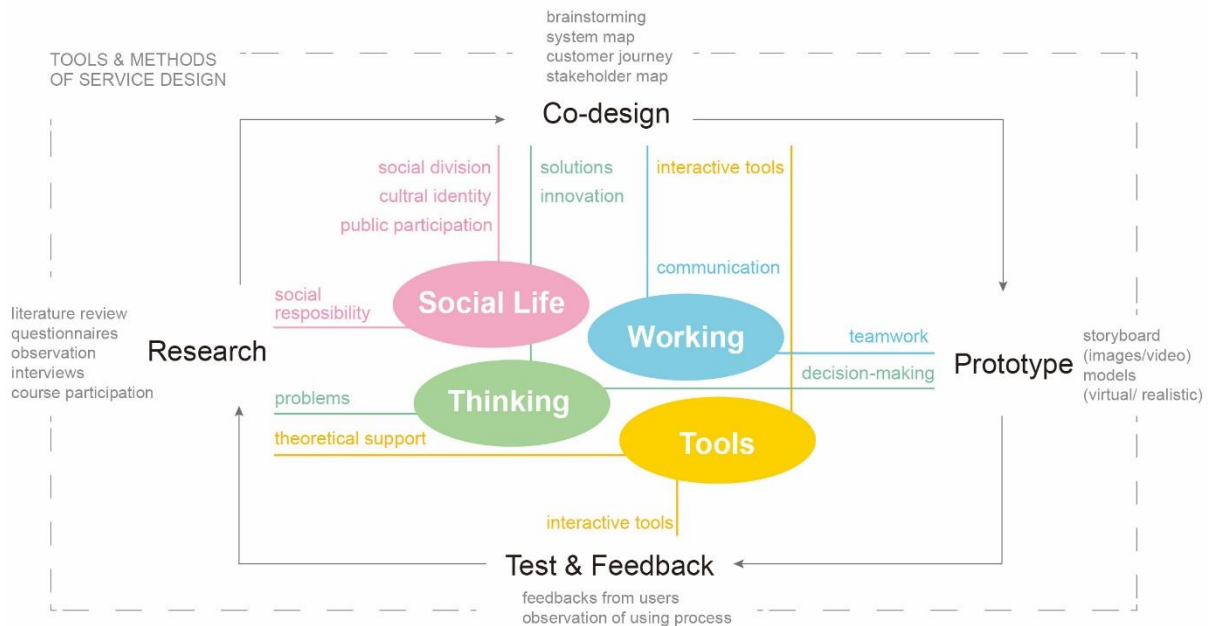 brainstorming
system map
customer journey
stakeholder map
TOOLS & METHODS
OF SERVICE DESIGN
Co-design
social division
cultral identity
public participation
solutions
innovation
interactive tools
communication
social
resposibility
Social Life
Working
literature review
questionnaires
observation
interviews
course participation
Research
teamwork
decision-making
Prototype
storyboard
(images/video)
models
(virtual/ realistic)
problems
Thinking
theoretical support
Tools
interactive tools
Test & Feedback
feedbacks from users
observation of using process